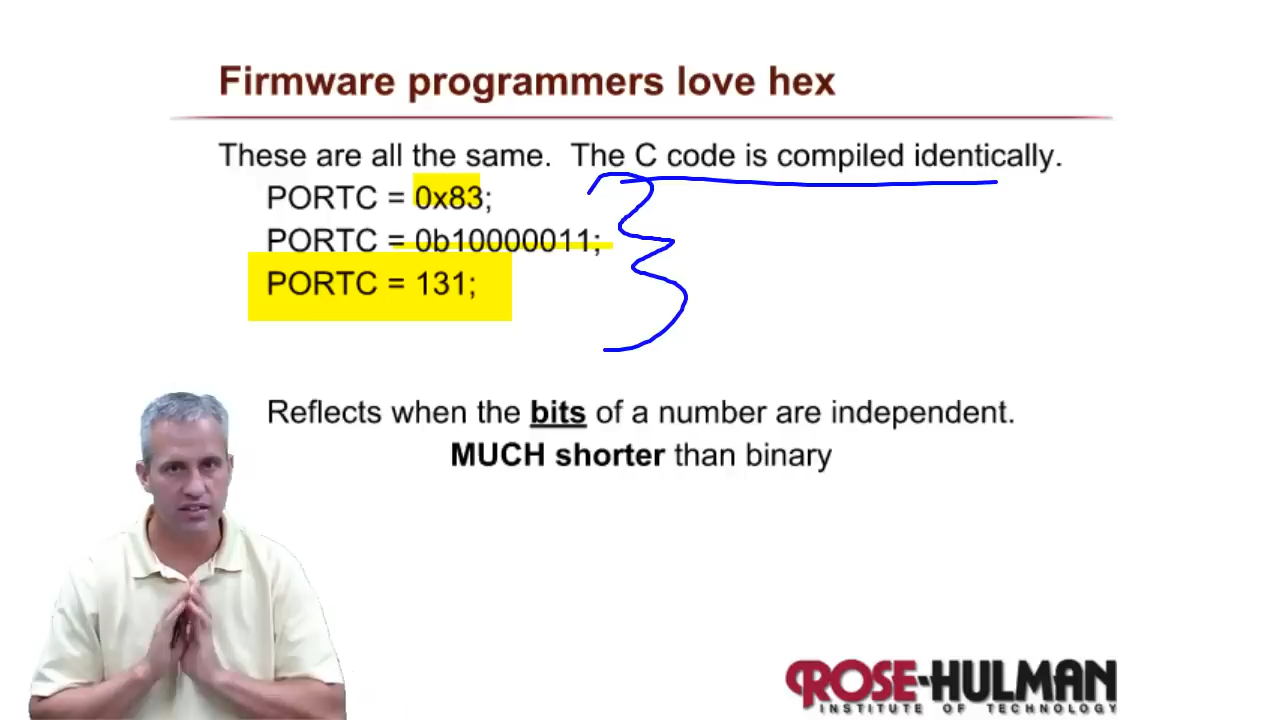 Firmware programmers love hex
These are all the same. The C code is compiled identically.
PORTC = 0x83;
PORTC = 0b10000011;
PORTC = 131;
Reflects when the bits of a number are independent.
MUCH shorter than binary
ROSE-HULMAN
INSTITUTE OF TECHNOLOGY